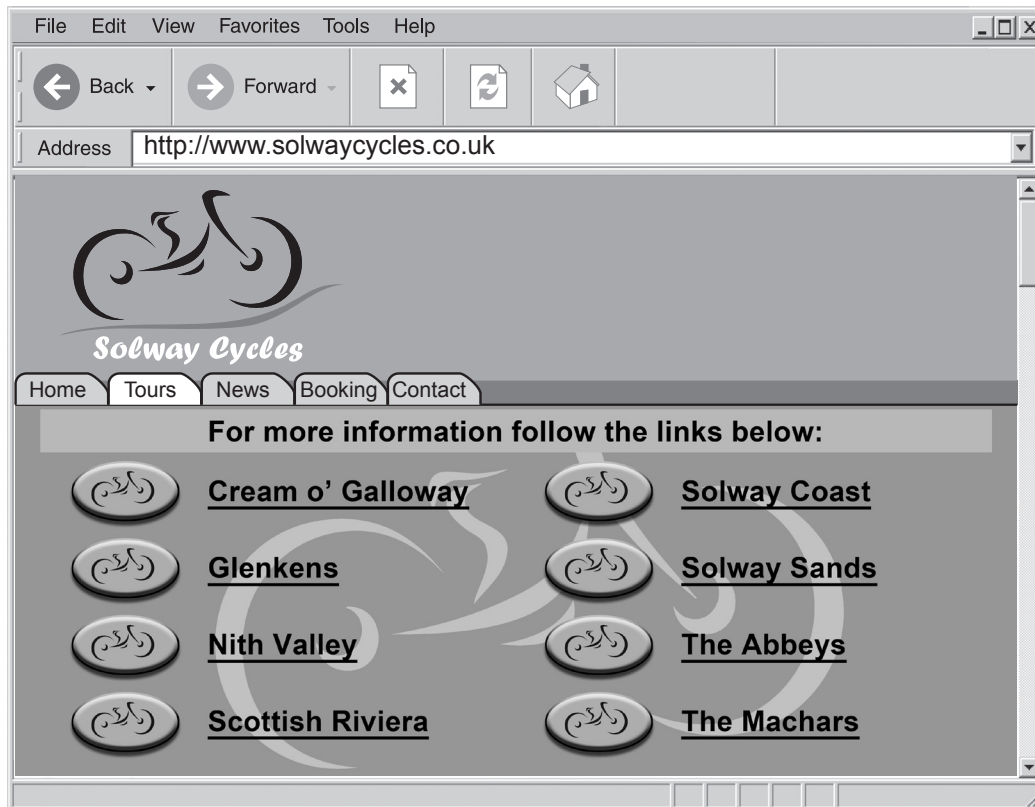 File Edit View Favorites Tools Help
Back Forward
Address http://www.solwaycycles.co.uk
Solway Cycles
Home Tours News Booking Contact
For more information follow the links below:
Cream o’ Galloway Solway Coast
Glenkens Solway Sands
Nith Valley The Abbeys
Scottish Riviera The Machars